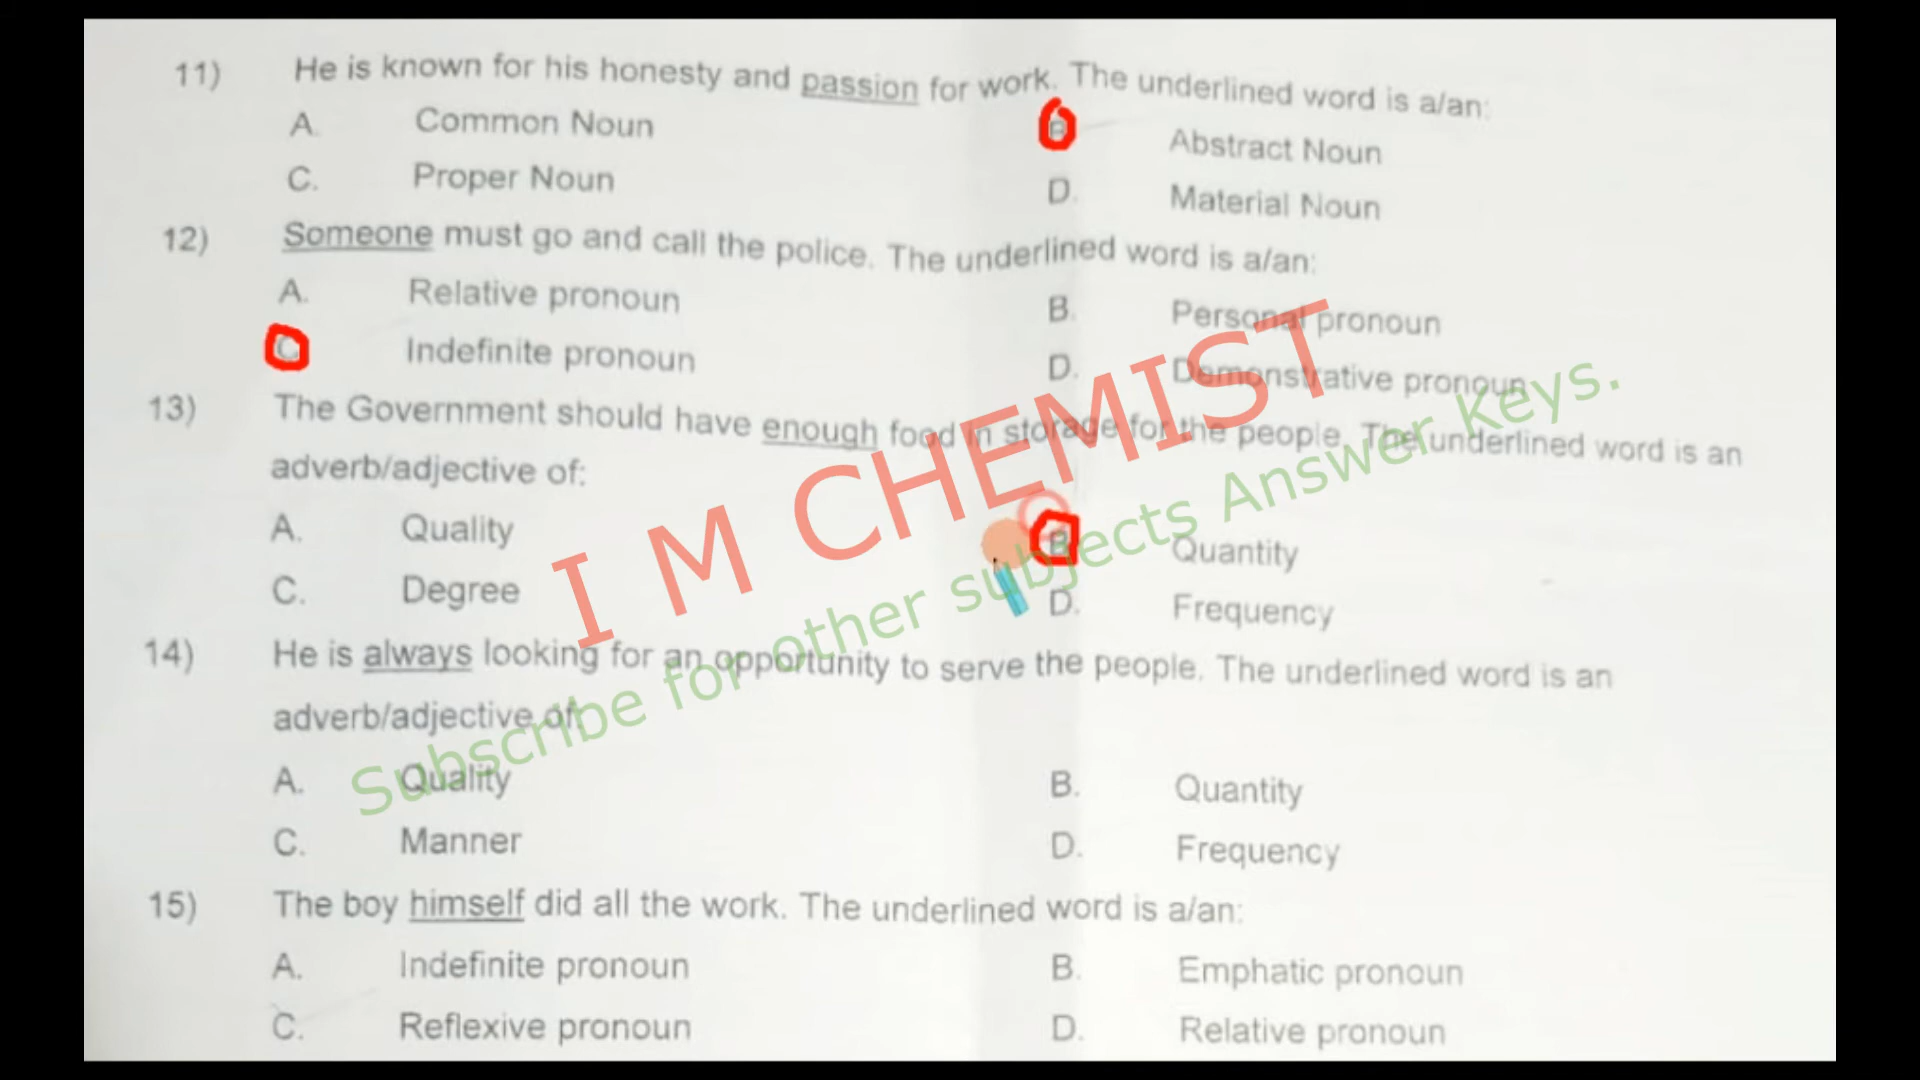 11) He is known for his honesty and passion for work. The underlined word is a/an:
A. Common Noun B Abstract Noun
C. Proper Noun D. Material Noun
12) Someone must go and call the police. The underlined word is a/an:
A. Relative pronoun B. Personal pronoun
C Indefinite pronoun D. Demonstrative pronoun
13) The Government should have enough food in storage for the people. The underlined word is an
adverb/adjective of:
A. Quality B Quantity
C. Degree D. Frequency
14) He is always looking for an opportunity to serve the people. The underlined word is an
adverb/adjective of:
A. Quality B. Quantity
C. Manner D. Frequency
15) The boy himself did all the work. The underlined word is a/an:
A. Indefinite pronoun B. Emphatic pronoun
C. Reflexive pronoun D. Relative pronoun
I M CHEMIST
Subscribe for other subjects Answer Keys.